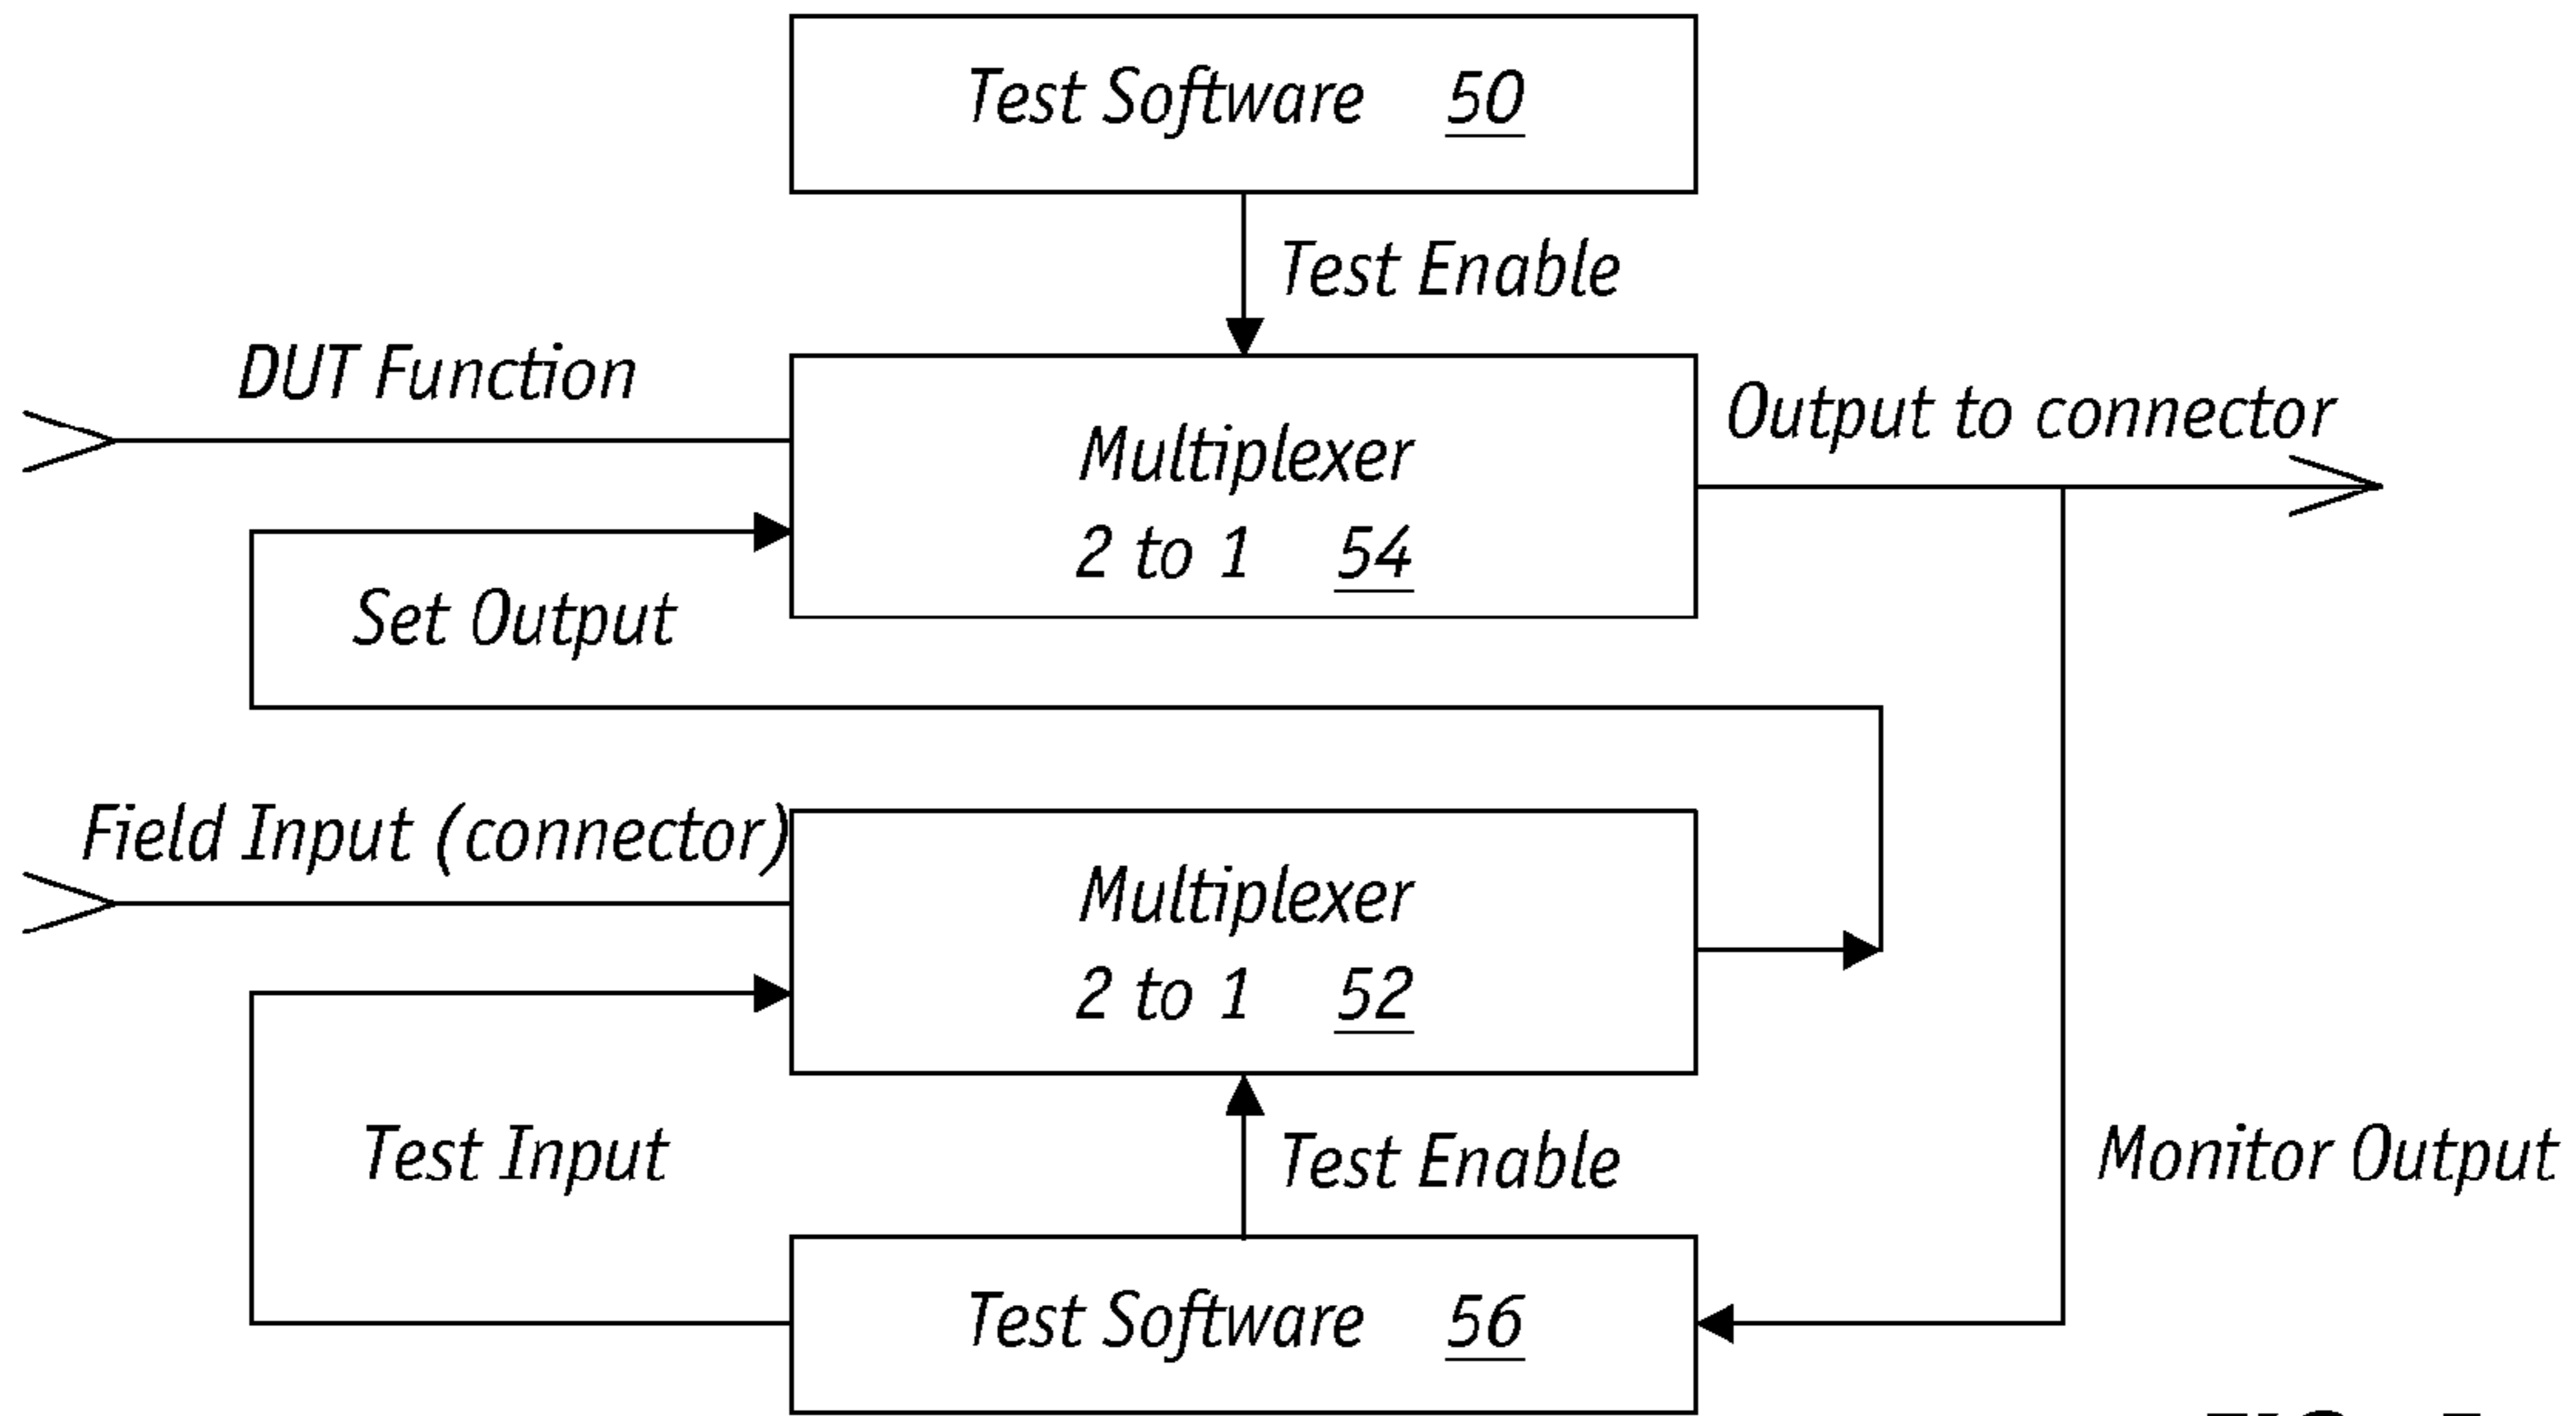 Test Software 50
Test Enable
DUT Function
Output to connector
Multiplexer
2 to 1 54
Set Output
Field Input (connector)
Multiplexer
2 to 1 52
Test Input
Test Enable
Monitor Output
Test Software 56